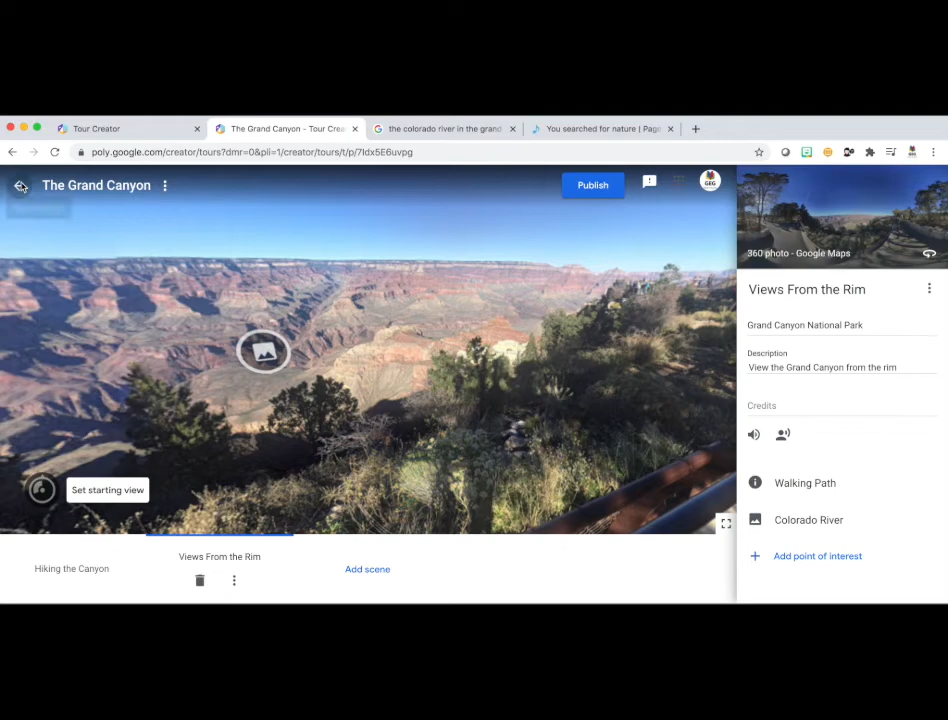 Tour Creator
The Grand Canyon - Tour Crea
the colorado river in the grand
You searched for nature | Page
poly.google.com/creator/tours?dmr=0&pli=1/creator/tours/t/p/7Idx5E6uvpg
The Grand Canyon
Publish
GEG
360 photo - Google Maps
Views From the Rim
Grand Canyon National Park
Description
View the Grand Canyon from the rim
Credits
Walking Path
Colorado River
Add point of interest
Set starting view
Hiking the Canyon
Views From the Rim
Add scene